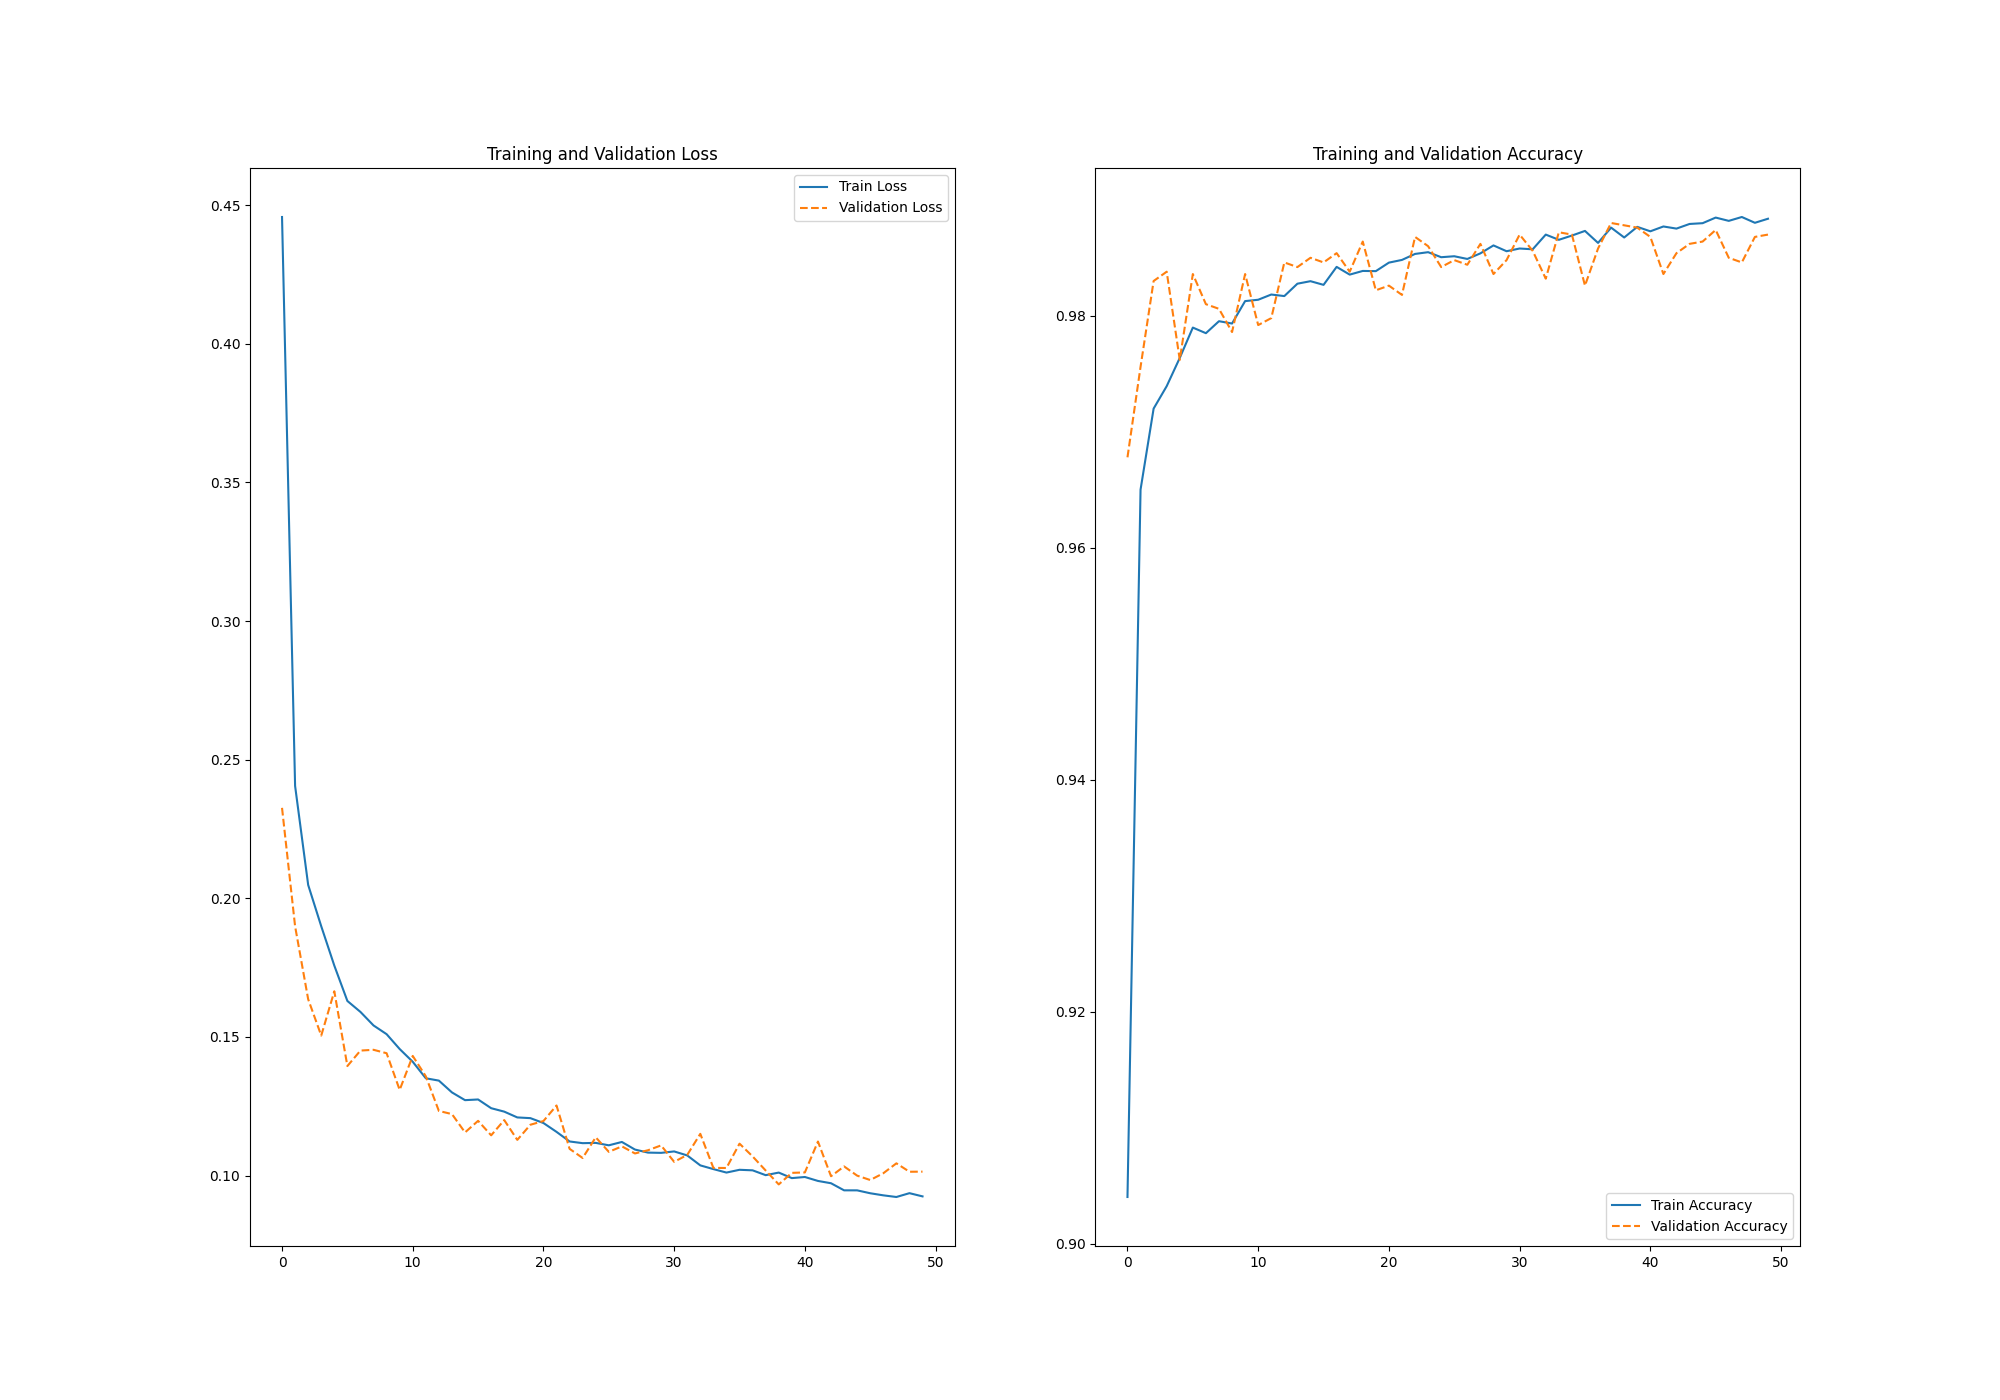 Training and Validation Loss
Train Loss
Validation Loss
0.45
0.40
0.35
0.30
0.25
0.20
0.15
0.10
0 10 20 30 40 50
Training and Validation Accuracy
0.98
0.96
0.94
0.92
0.90
Train Accuracy
Validation Accuracy
0 10 20 30 40 50